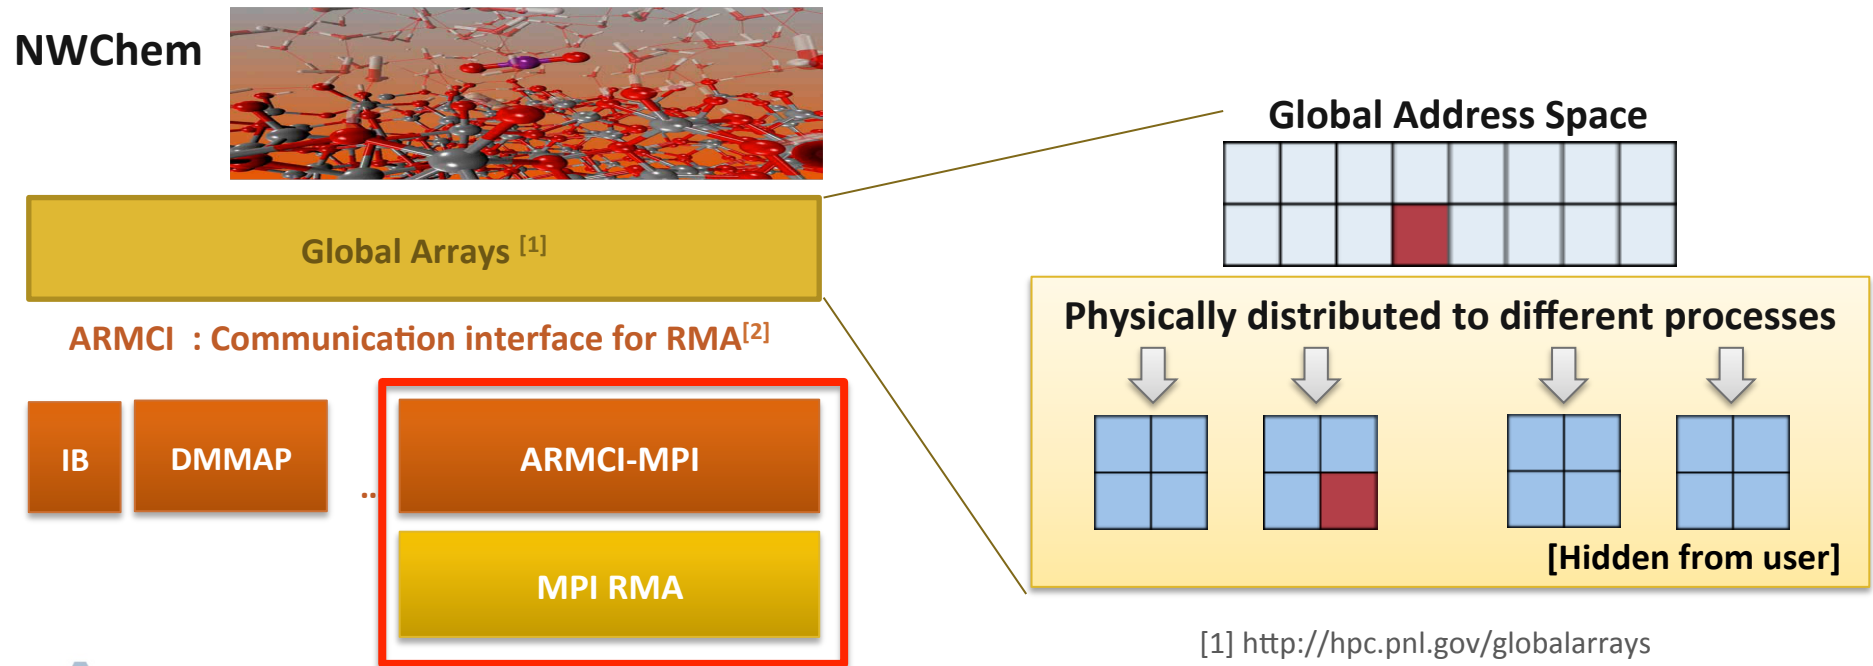 NWChem
Global Arrays [1]
ARMCI : Communication interface for RMA[2]
IB
DMMAP
..
ARMCI-MPI
MPI RMA
Global Address Space
Physically distributed to different processes
[Hidden from user]
[1] http://hpc.pnl.gov/globalarrays